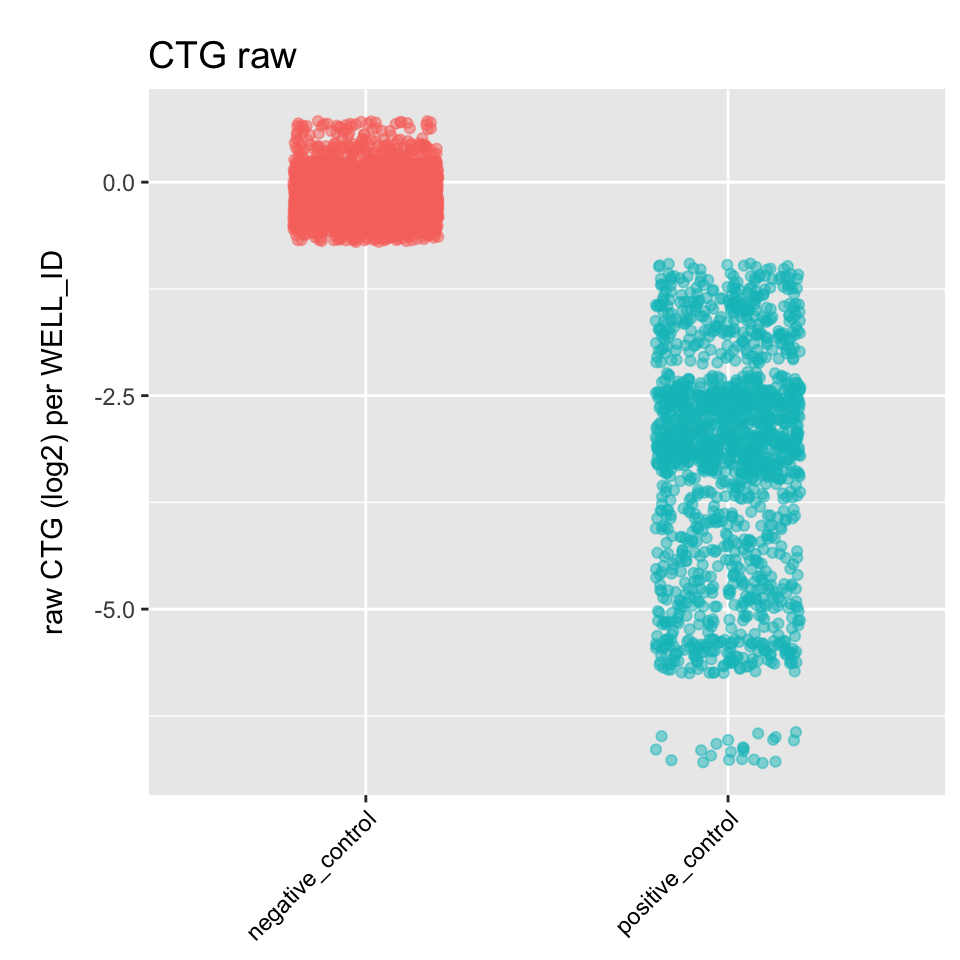 CTG raw
raw CTG (log2) per WELL_ID
0.0
-2.5
-5.0
negative_control
positive_control